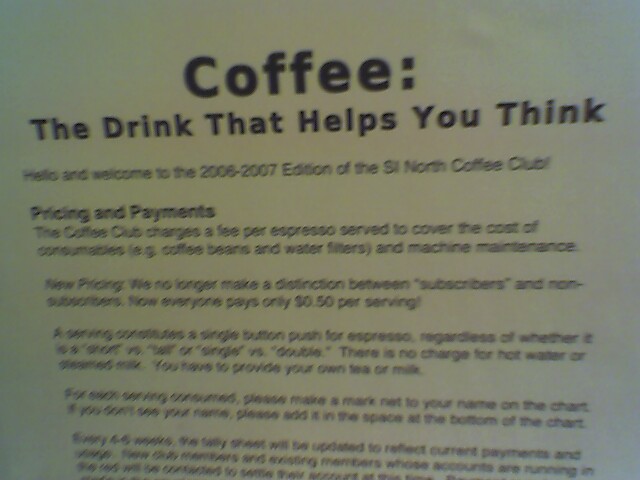 Coffee:
The Drink That Helps You Think
Hello and welcome to the 2006-2007 Edition of the SI North Coffee Club!
Pricing and Payments
The Coffee Club charges a fee per espresso served to cover the cost of
consumables (e.g. coffee beans and water filters) and machine maintenance.
New Pricing: We no longer make a distinction between "subscribers" and non-
subscribers. Now everyone pays only $0.50 per serving!
A serving constitutes a single button push for espresso, regardless of whether it
is a "short" vs. "tall" or "single" vs. "double." There is no charge for hot water or
steamed milk. You have to provide your own tea or milk.
For each serving consumed, please make a mark net to your name on the chart.
If you don't see your name, please add it in the space at the bottom of the chart.
Every 4-6 weeks, the tally sheet will be updated to reflect current payments and
usage. New club members and existing members whose accounts are running in
the red will be contacted to settle their account at this time.